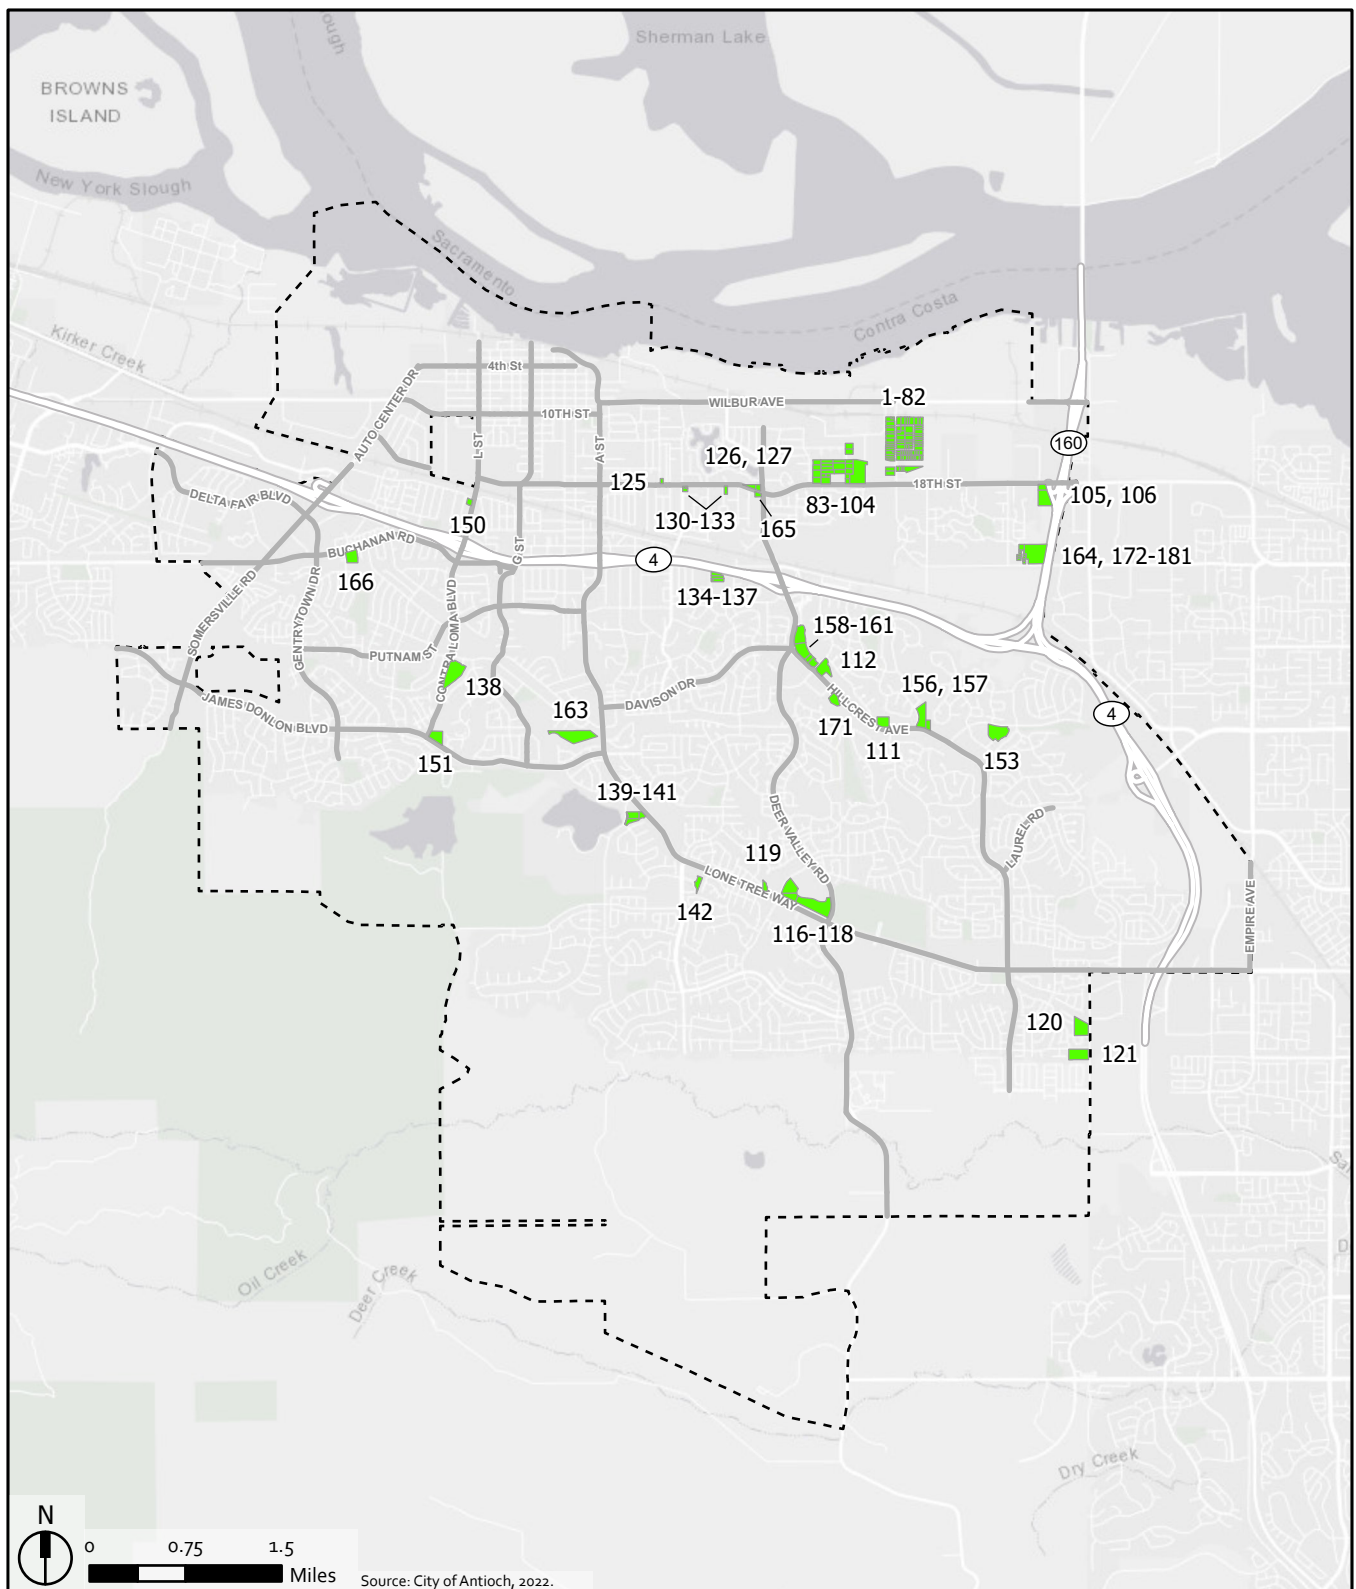 Slough
Sherman Lake
BROWNS
ISLAND
New York Slough
Sacramento
Contra Costa
Kirker Creek
4th St
AUTO CENTER DR
1-82
WILBUR AVE
10TH ST
L ST
A ST
160
126, 127
125
18TH ST
DELTA FAIR BLVD
83-104
105, 106
130-133
165
150
BUCHANAN RD
G ST
4
164, 172-181
166
SOMERSVILLE RD
GENTRYTOWN DR
CONTRA LOMA BLVD
134-137
158-161
PUTNAM ST
112
138
DAVISON DR
HILLCREST AVE
156, 157
JAMES DONLON BLVD
163
171
111
4
151
153
139-141
DEER VALLEY RD
LAUREL RD
119
LONE TREE WAY
142
EMPIRE AVE
116-118
120
121
Oil Creek
Deer Creek
Dry Creek
N
0 0.75 1.5
Miles
Source: City of Antioch, 2022.